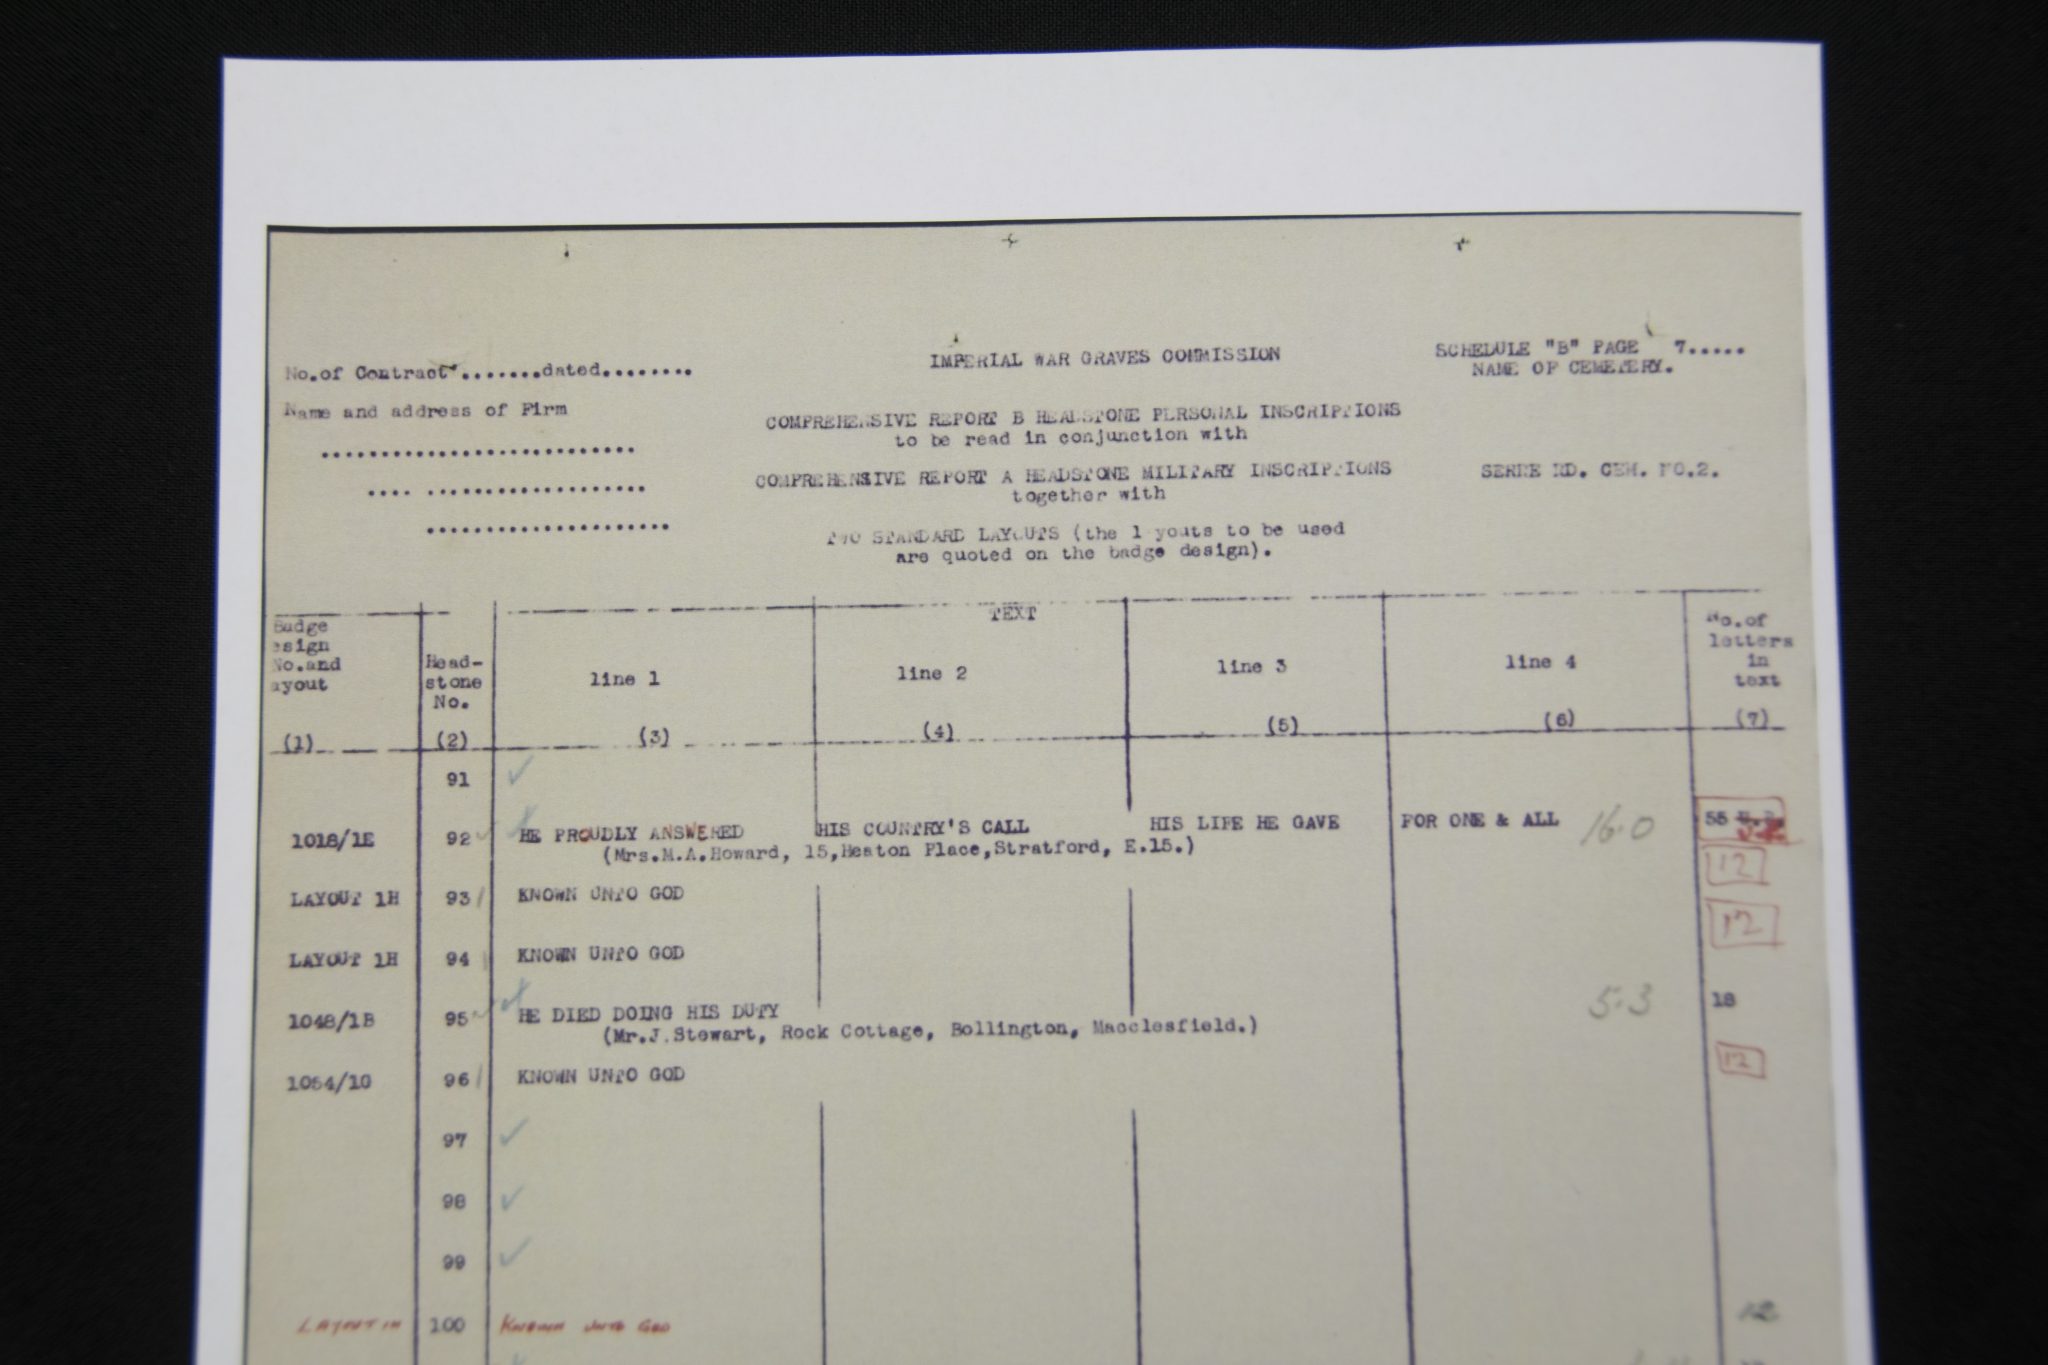 No.of Contract.......dated........
IMPERIAL WAR GRAVES COMMISSION
SCHEDULE "B" PAGE 7.....
NAME OF CEMETERY.
Name and address of Firm
COMPREHENSIVE REPORT B HEADSTONE PERSONAL INSCRIPTIONS
to be read in conjunction with
COMPREHENSIVE REPORT A HEADSTONE MILITARY INSCRIPTIONS
together with
SERRE RD. CEM. NO.2.
TWO STANDARD LAYOUTS (the layouts to be used
are quoted on the badge design).
TEXT
Badge
esign
No.and
ayout
(1)
Head-
stone
No.
(2)
line 1
(3)
line 2
(4)
line 3
(5)
line 4
(6)
No.of
letters
in
text
(7)
91
1018/1E 92 HE PROUDLY ANSWERED HIS COUNTRY'S CALL HIS LIFE HE GAVE FOR ONE & ALL 16.0 55
(Mrs.M.A.Howard, 15,Heaton Place,Stratford, E.15.)
12
LAYOUT 1H 93 KNOWN UNTO GOD
12
LAYOUT 1H 94 KNOWN UNTO GOD
1048/1B 95 HE DIED DOING HIS DUTY 5.3 18
(Mr.J.Stewart, Rock Cottage, Bollington, Macclesfield.)
1054/1G 96 KNOWN UNTO GOD 12
97
98
99
LAYOUT 1H 100 KNOWN UNTO GOD 12